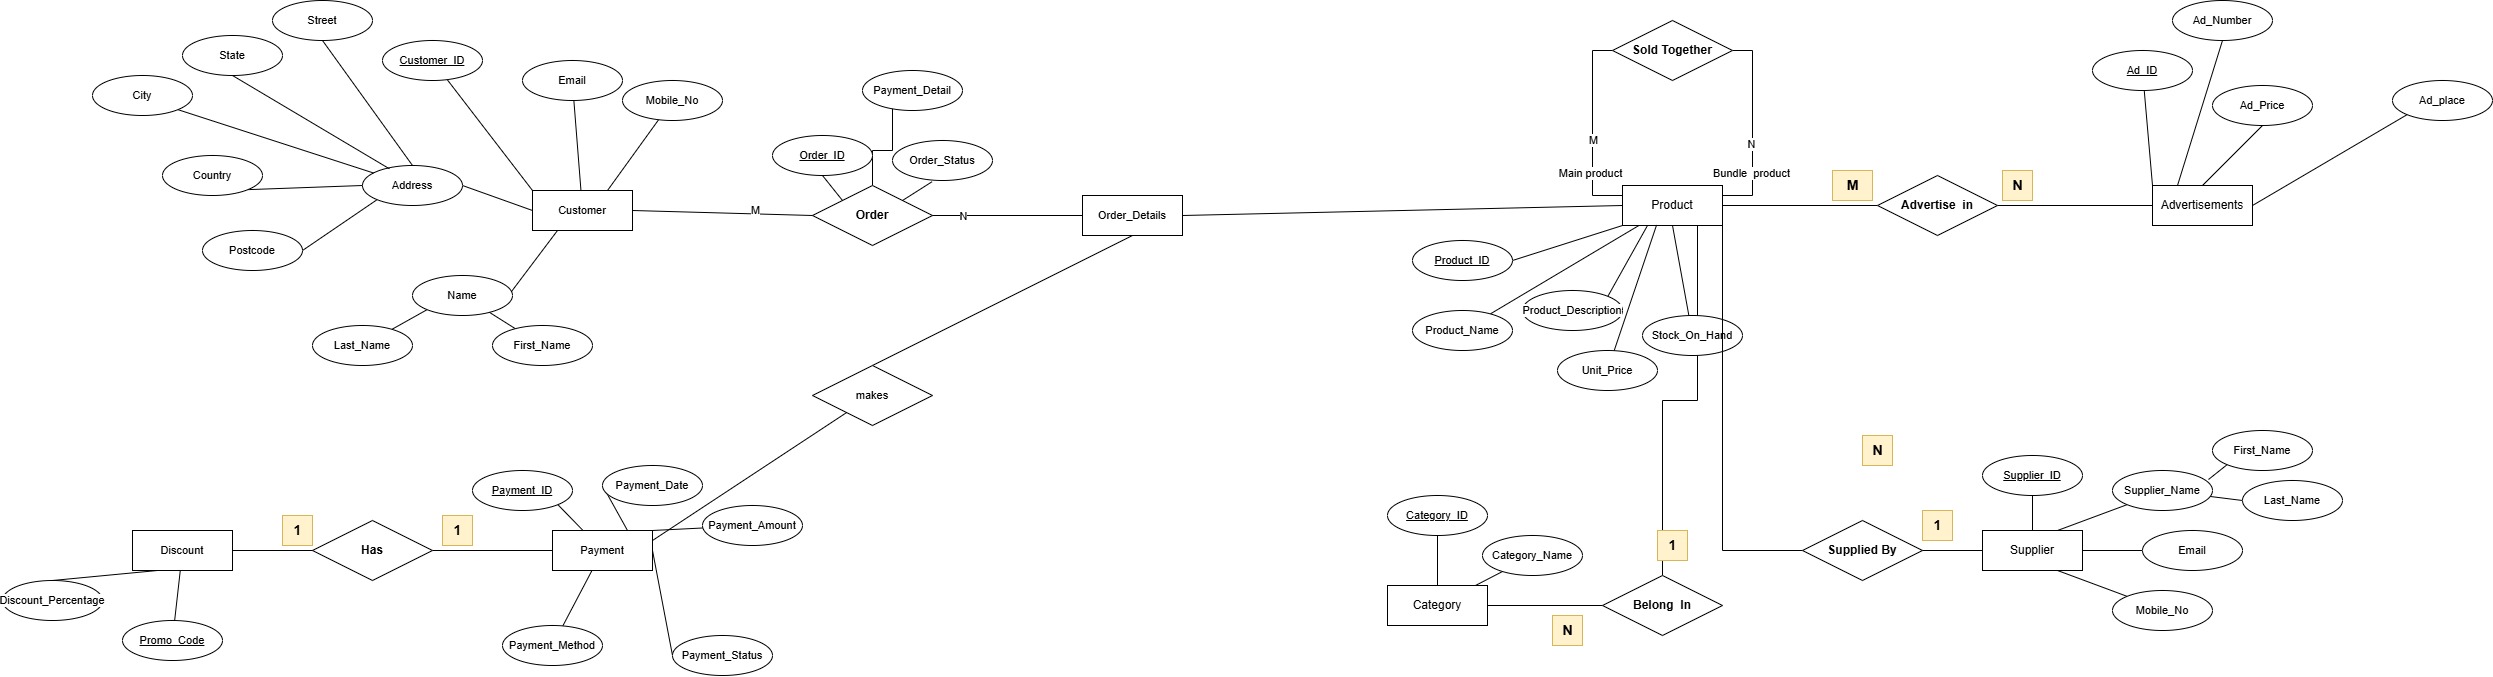 Street
Ad_Number
State
Customer_ID
Sold Together
Email
Ad_ID
City
Mobile_No
Payment_Detail
Ad_Price
Ad_place
M
N
Order_ID
Order_Status
Country
Address
Main product
Bundle product
M
N
Customer
M
Order
N
Order_Details
Product
Advertise in
Advertisements
Postcode
Product_ID
Name
Product_Description
Product_Name
Stock_On_Hand
Last_Name
First_Name
Unit_Price
makes
N
First_Name
Supplier_ID
Supplier_Name
Last_Name
Payment_ID
Payment_Date
Payment_Amount
Category_ID
1
1
1
1
Discount
Has
Payment
Category_Name
Supplied By
Supplier
Email
Discount_Percentage
Category
Belong In
N
Mobile_No
Promo_Code
Payment_Method
Payment_Status